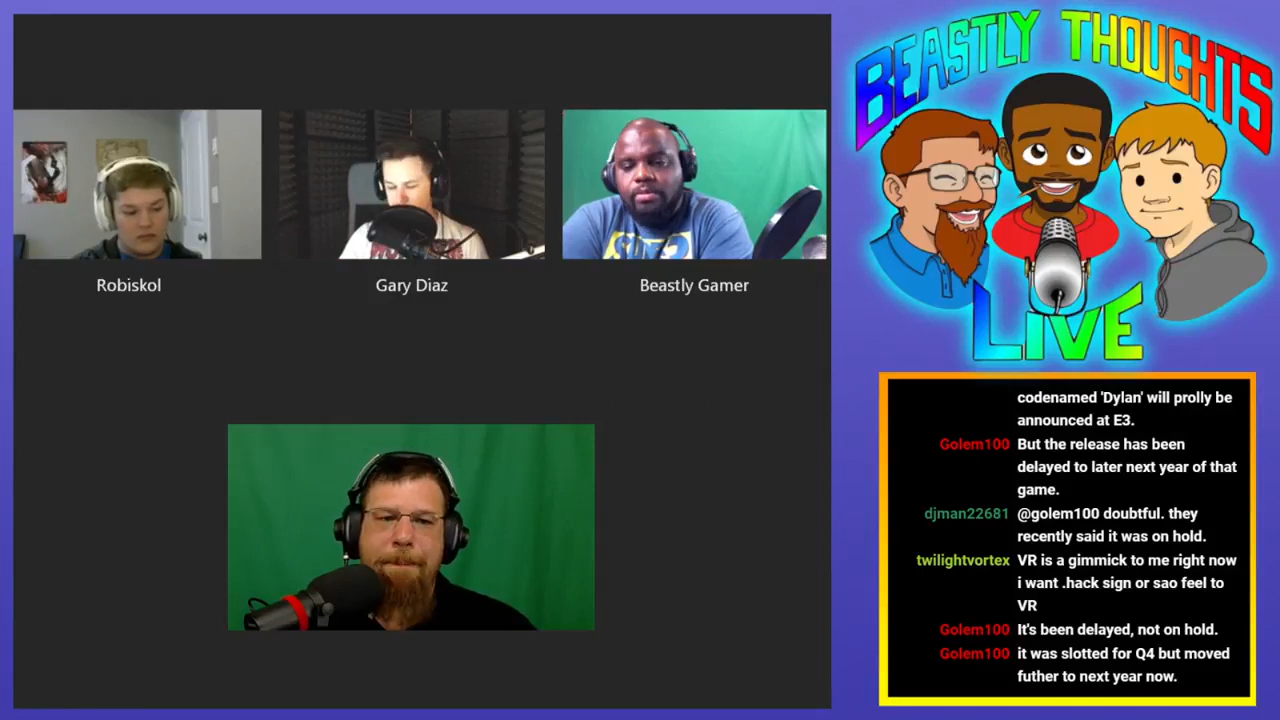 BEASTLY THOUGHTS
LIVE
Robiskol
Gary Diaz
Beastly Gamer
codenamed 'Dylan' will prolly be
announced at E3.
Golem100 But the release has been
delayed to later next year of that
game.
djman22681 @golem100 doubtful. they
recently said it was on hold.
twilightvortex VR is a gimmick to me right now
i want .hack sign or sao feel to
VR
Golem100 It's been delayed, not on hold.
Golem100 it was slotted for Q4 but moved
futher to next year now.